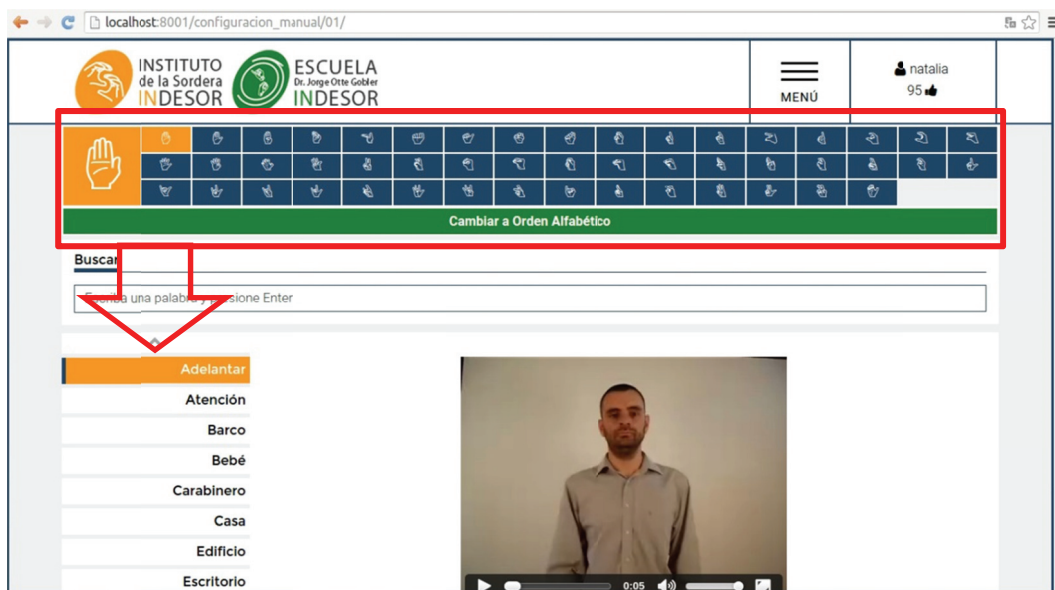 localhost:8001/configuracion_manual/01/
INSTITUTO
de la Sordera
INDESOR
ESCUELA
Dr. Jorge Otte Gobler
INDESOR
MENÚ
natalia
95
Cambiar a Orden Alfabético
Buscar
Escriba una palabra y presione Enter
Adelantar
Atención
Barco
Bebé
Carabinero
Casa
Edificio
Escritorio
0:05